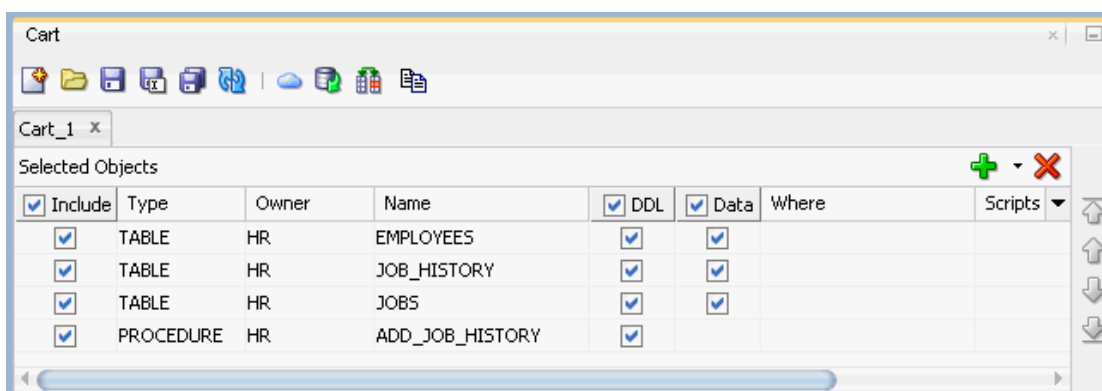 Cart
Cart_1
Selected Objects
Include Type Owner Name DDL Data Where Scripts
TABLE HR EMPLOYEES
TABLE HR JOB_HISTORY
TABLE HR JOBS
PROCEDURE HR ADD_JOB_HISTORY